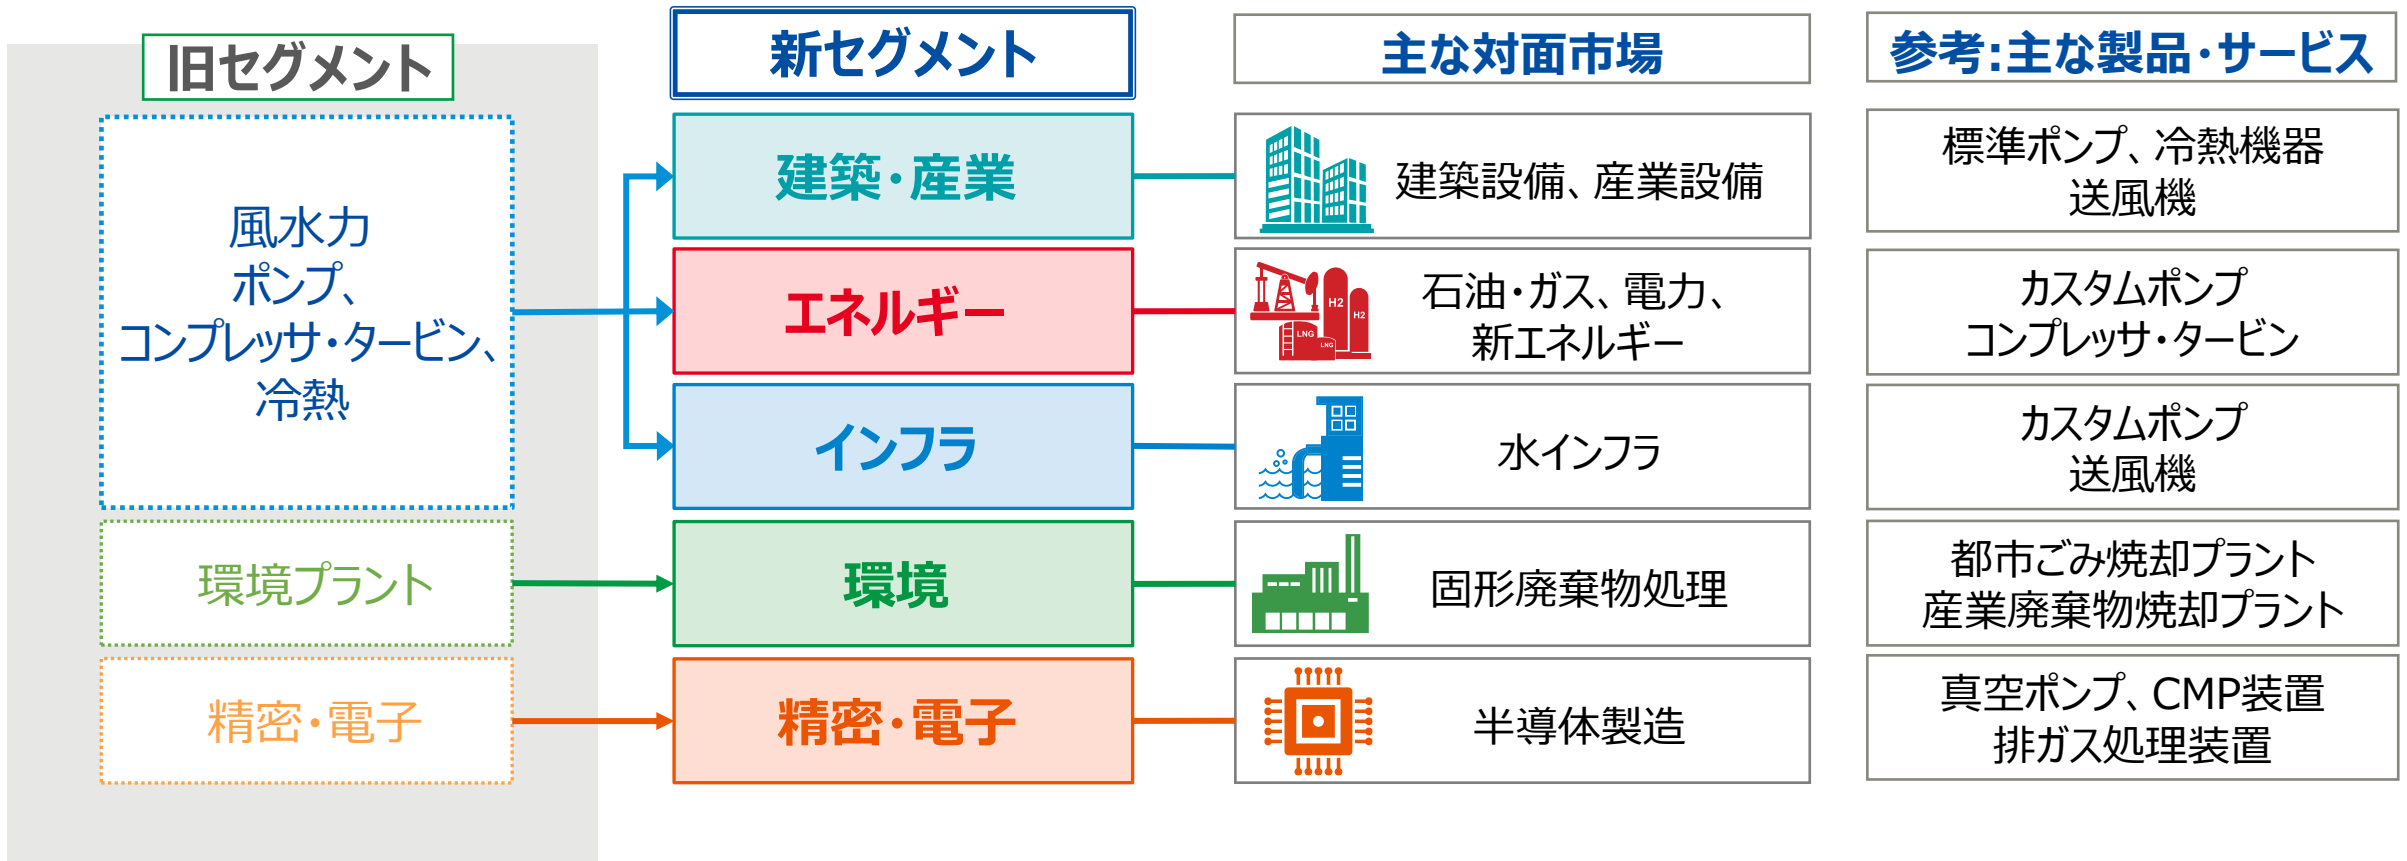 旧セグメント
新セグメント
主な対面市場
参考:主な製品・サービス
風水力
ポンプ、
コンプレッサ・タービン、
冷熱
建築・産業
建築設備、産業設備
標準ポンプ、冷熱機器
送風機
エネルギー
H2
H2
LNG
LNG
石油・ガス、電力、
新エネルギー
カスタムポンプ
コンプレッサ・タービン
インフラ
水インフラ
カスタムポンプ
送風機
環境プラント
環境
固形廃棄物処理
都市ごみ焼却プラント
産業廃棄物焼却プラント
精密・電子
精密・電子
半導体製造
真空ポンプ、CMP装置
排ガス処理装置